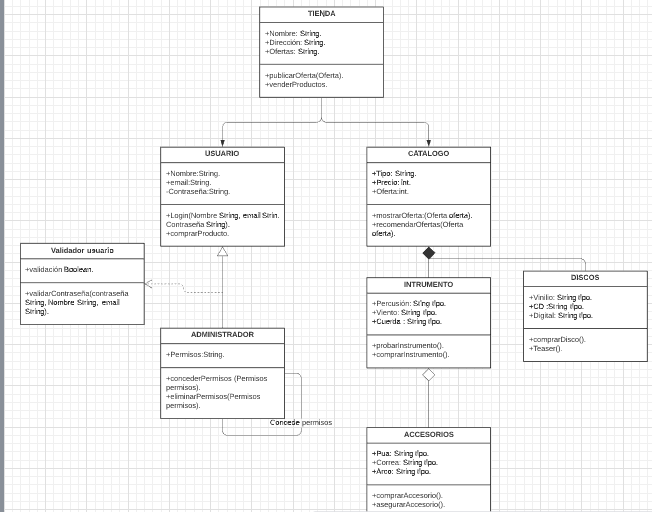 TIENDA
+Nombre: String.
+Dirección: String.
+Ofertas: String.
+publicarOferta(Oferta).
+venderProductos.
USUARIO
+Nombre:String.
+email:String.
-Contraseña:String.
+Login(Nombre String, email Strin.
Contraseña String).
+comprarProducto.
CATALOGO
+Tipo: String.
+Precio: int.
+Oferta:int.
+mostrarOferta:(Oferta oferta).
+recomendarOfertas(Oferta
oferta).
Validador usuario
+validación Boolean.
+validarContraseña(contraseña
String, Nombre String, email
String).
ADMINISTRADOR
+Permisos:String.
+concederPermisos (Permisos
permisos).
+eliminarPermisos(Permisos
permisos).
Concede permisos
INTRUMENTO
+Percusión: String tipo.
+Viento: String tipo.
+Cuerda : String tipo.
+probarInstrumento().
+comprarInstrumento().
DISCOS
+Vinilio: String tipo.
+CD :String tipo.
+Digital: String tipo.
+comprarDisco().
+Teaser().
ACCESORIOS
+Pua: String tipo.
+Correa: String tipo.
+Arco: String tipo.
+comprarAccesorio().
+asegurarAccesorio().